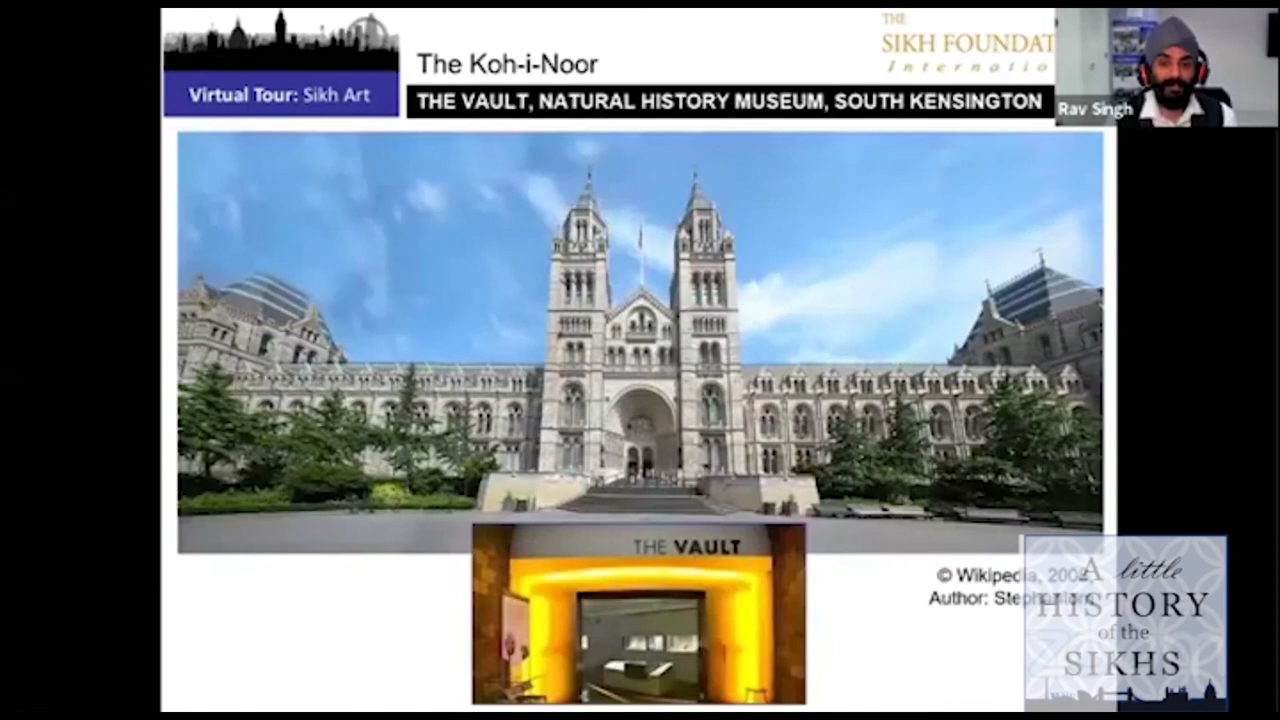 THE
SIKH FOUNDAT
Internatio
The Koh-i-Noor
Virtual Tour: Sikh Art
THE VAULT, NATURAL HISTORY MUSEUM, SOUTH KENSINGTON
Rav Singh
THE VAULT
© Wikipedia, 200
Author:
A little
HISTORY
of the
SIKHS